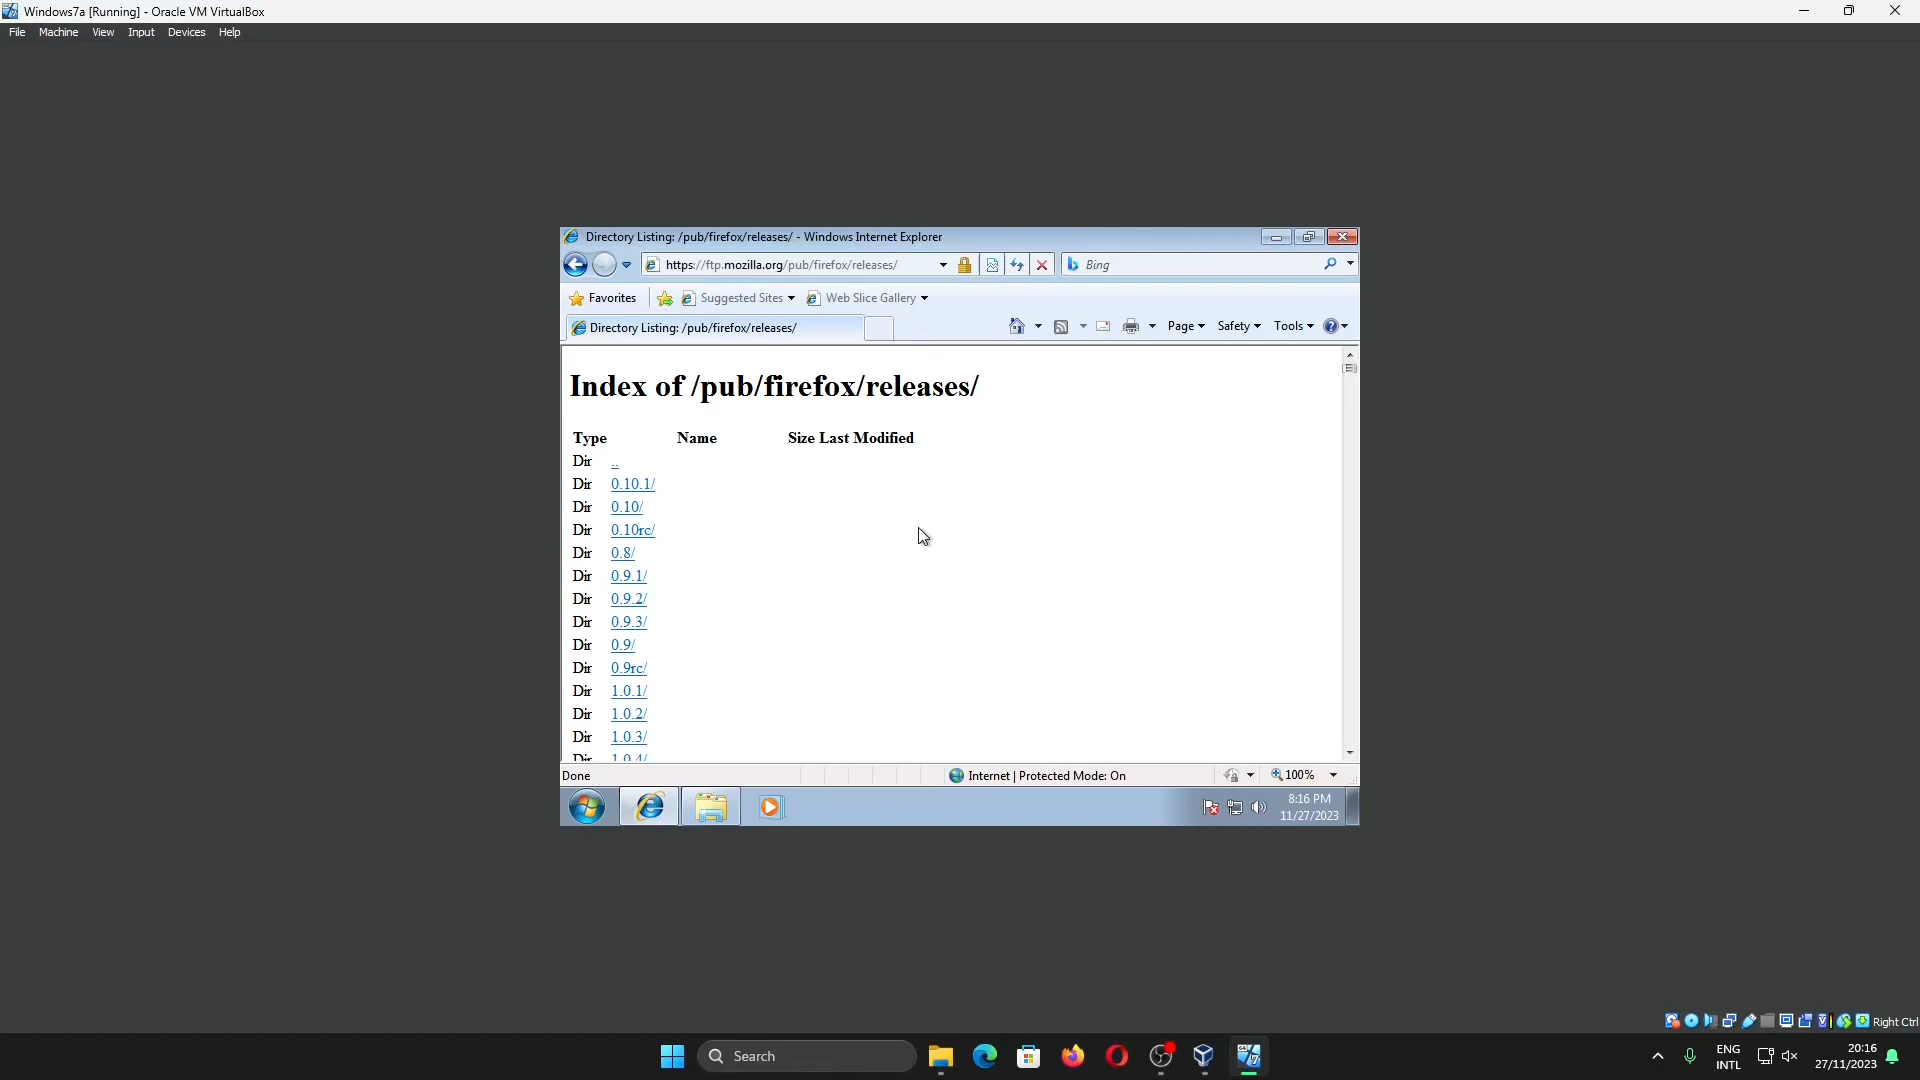 Windows7a [Running] - Oracle VM VirtualBox
File Machine View Input Devices Help
Directory Listing: /pub/firefox/releases/ - Windows Internet Explorer
https://ftp.mozilla.org/pub/firefox/releases/ Bing
Favorites Suggested Sites Web Slice Gallery
Directory Listing: /pub/firefox/releases/ Page Safety Tools
Index of /pub/firefox/releases/
Type Name Size Last Modified
Dir ..
Dir 0.10.1/
Dir 0.10/
Dir 0.10rc/
Dir 0.8/
Dir 0.9.1/
Dir 0.9.2/
Dir 0.9.3/
Dir 0.9/
Dir 0.9rc/
Dir 1.0.1/
Dir 1.0.2/
Dir 1.0.3/
Dir 1.0.4/
Done Internet | Protected Mode: On 100%
8:16 PM
11/27/2023
Right Ctrl
Search
ENG
INTL
20:16
27/11/2023